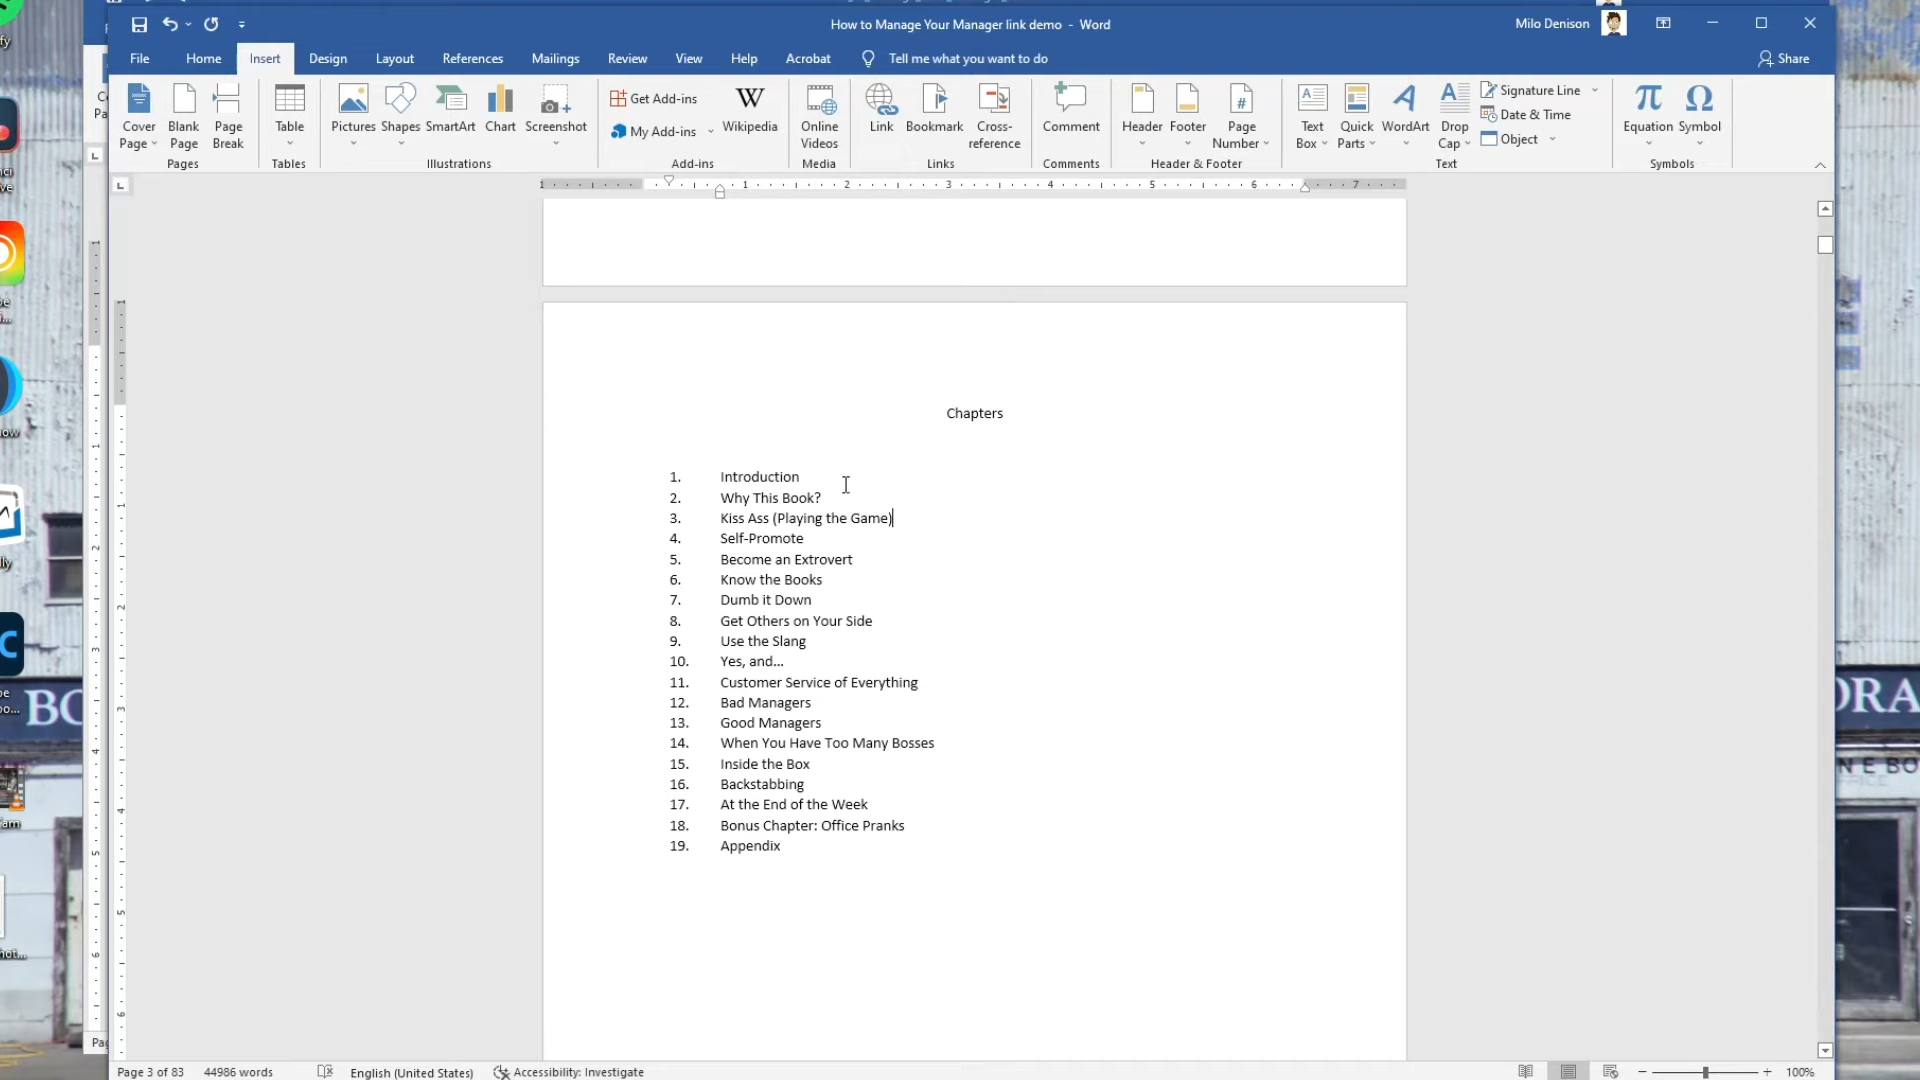 How to Manage Your Manager link demo - Word
Milo Denison
File Home Insert Design Layout References Mailings Review View Help Acrobat Tell me what you want to do Share
Cover Page
Blank Page
Page Break
Pages
Table
Tables
Pictures
Shapes
SmartArt
Chart
Screenshot
Illustrations
Get Add-ins
My Add-ins
Wikipedia
Add-ins
Online Videos
Media
Link
Bookmark
Cross-reference
Links
Comment
Comments
Header
Footer
Page Number
Header & Footer
Text Box
Quick Parts
WordArt
Drop Cap
Signature Line
Date & Time
Object
Text
Equation
Symbol
Symbols
1 1 2 3 4 5 6 7
Chapters
1. Introduction
2. Why This Book?
3. Kiss Ass (Playing the Game)
4. Self-Promote
5. Become an Extrovert
6. Know the Books
7. Dumb it Down
8. Get Others on Your Side
9. Use the Slang
10. Yes, and...
11. Customer Service of Everything
12. Bad Managers
13. Good Managers
14. When You Have Too Many Bosses
15. Inside the Box
16. Backstabbing
17. At the End of the Week
18. Bonus Chapter: Office Pranks
19. Appendix
Page 3 of 83 44986 words English (United States) Accessibility: Investigate 100%